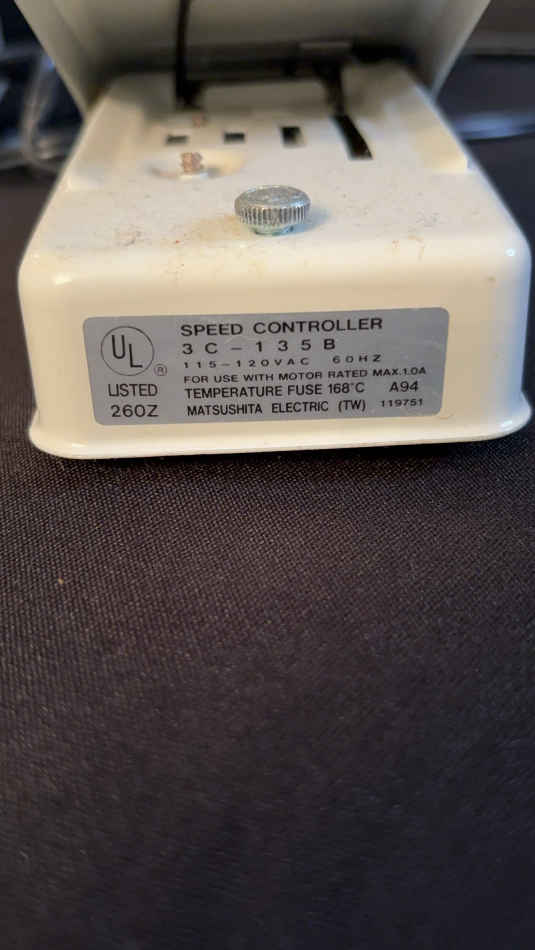 SPEED CONTROLLER
3C-135B
115-120VAC 60HZ
FOR USE WITH MOTOR RATED MAX.1.0A
TEMPERATURE FUSE 168°C A94
MATSUSHITA ELECTRIC (TW) 119751
UL ®
LISTED
260Z